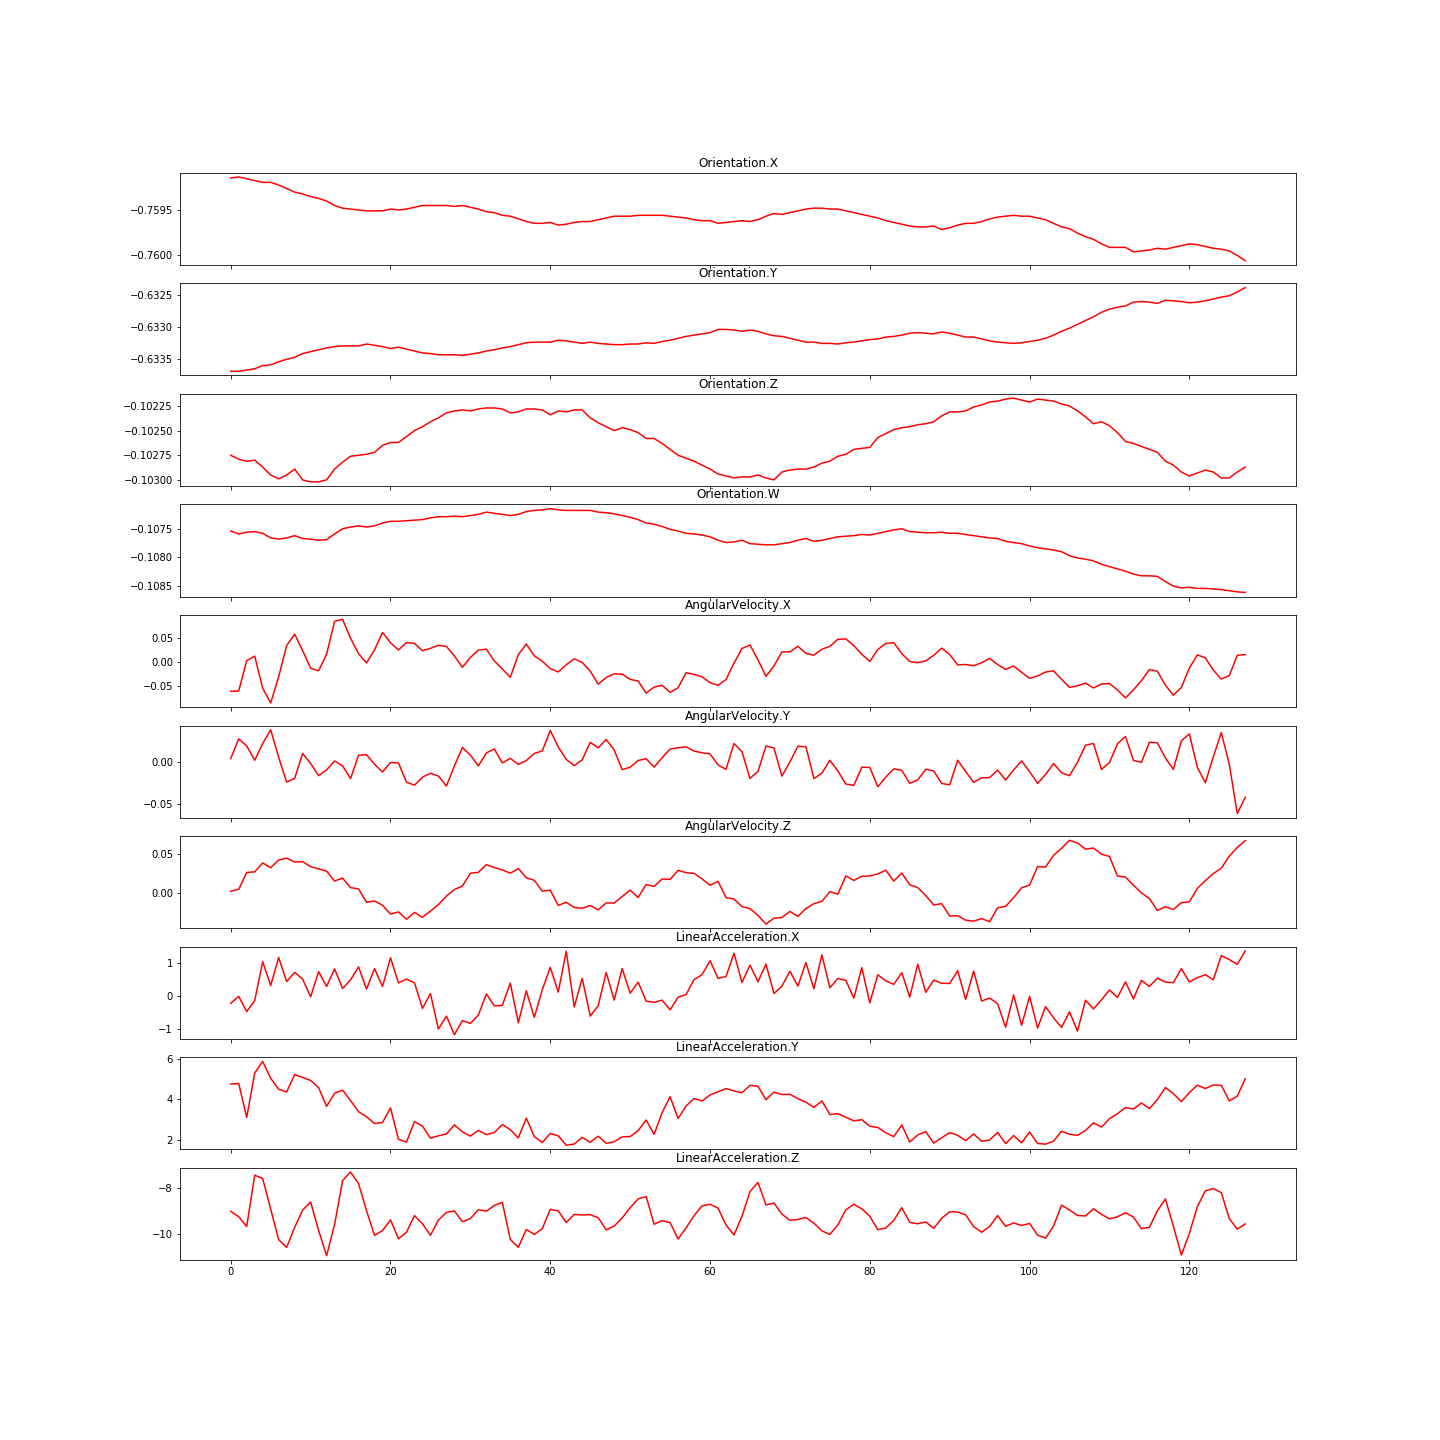 Orientation.X
−0.7595
−0.7600
Orientation.Y
−0.6325
−0.6330
−0.6335
Orientation.Z
−0.10225
−0.10250
−0.10275
−0.10300
Orientation.W
−0.1075
−0.1080
−0.1085
AngularVelocity.X
0.05
0.00
−0.05
AngularVelocity.Y
0.00
−0.05
AngularVelocity.Z
0.05
0.00
LinearAcceleration.X
1
0
−1
LinearAcceleration.Y
6
4
2
LinearAcceleration.Z
−8
−10
0 20 40 60 80 100 120